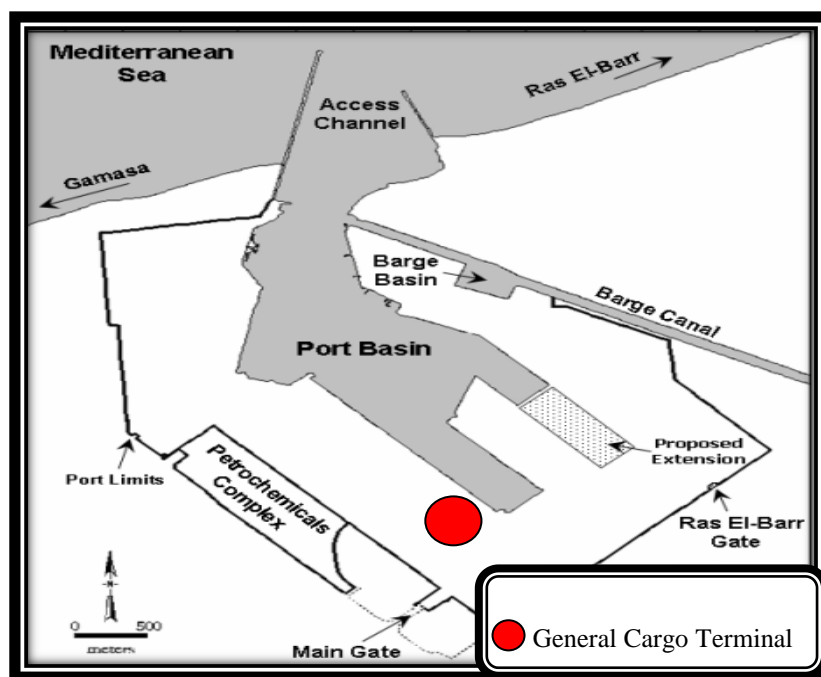 Mediterranean
Sea
Ras El-Barr
Access
Channel
Gamasa
Barge
Basin
Barge Canal
Port Basin
Proposed
Extension
Port Limits
Petrochemicals
Complex
Ras El-Barr
Gate
N
0 500
meters
Main Gate
General Cargo Terminal